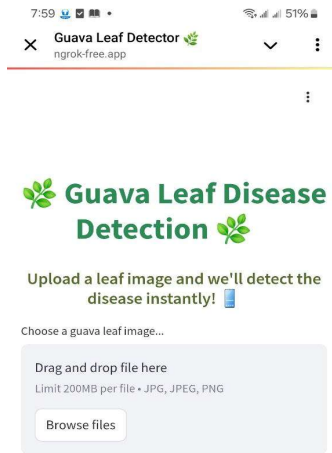 7:59
51%
Guava Leaf Detector 🌿
ngrok-free.app
🌿 Guava Leaf Disease
Detection 🌿
Upload a leaf image and we'll detect the
disease instantly!
Choose a guava leaf image...
Drag and drop file here
Limit 200MB per file • JPG, JPEG, PNG
Browse files